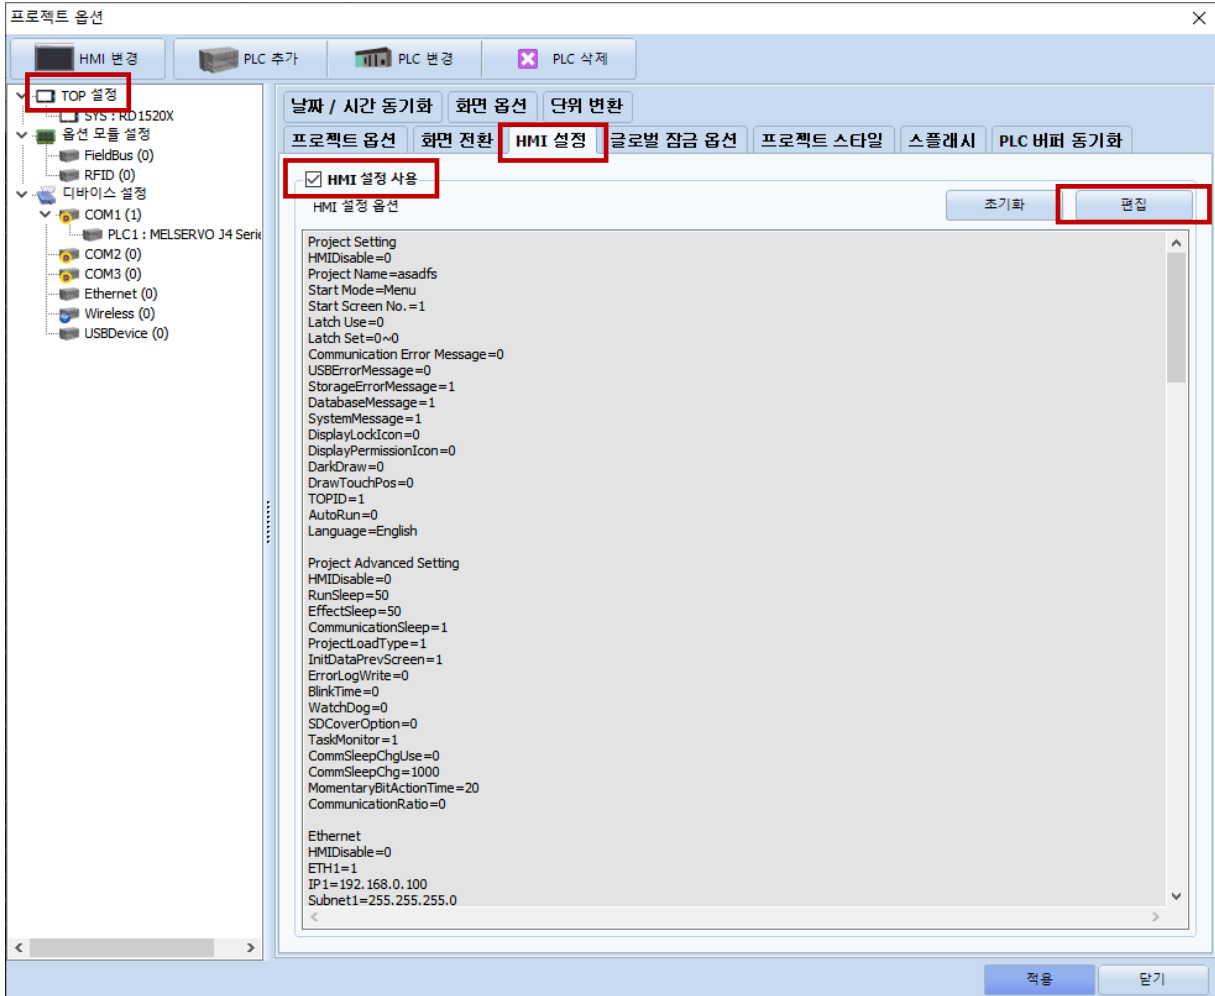 프로젝트 옵션
HMI 변경
PLC 추가
PLC 변경
PLC 삭제
TOP 설정
SYS : RD1520X
옵션 모듈 설정
FieldBus (0)
RFID (0)
디바이스 설정
COM1 (1)
PLC1 : MELSERVO J4 Serie
COM2 (0)
COM3 (0)
Ethernet (0)
Wireless (0)
USBDevice (0)
날짜 / 시간 동기화
화면 옵션
단위 변환
프로젝트 옵션
화면 전환
HMI 설정
글로벌 잠금 옵션
프로젝트 스타일
스플래시
PLC 버퍼 동기화
HMI 설정 사용
HMI 설정 옵션
초기화
편집
Project Setting
HMIDisable=0
Project Name=asadfs
Start Mode=Menu
Start Screen No.=1
Latch Use=0
Latch Set=0~0
Communication Error Message=0
USBErrorMessage=0
StorageErrorMessage=1
DatabaseMessage=1
SystemMessage=1
DisplayLockIcon=0
DisplayPermissionIcon=0
DarkDraw=0
DrawTouchPos=0
TOPID=1
AutoRun=0
Language=English
Project Advanced Setting
HMIDisable=0
RunSleep=50
EffectSleep=50
CommunicationSleep=1
ProjectLoadType=1
InitDataPrevScreen=1
ErrorLogWrite=0
BlinkTime=0
WatchDog=0
SDCoverOption=0
TaskMonitor=1
CommSleepChgUse=0
CommSleepChg=1000
MomentaryBitActionTime=20
CommunicationRatio=0
Ethernet
HMIDisable=0
ETH1=1
IP1=192.168.0.100
Subnet1=255.255.255.0
적용
닫기